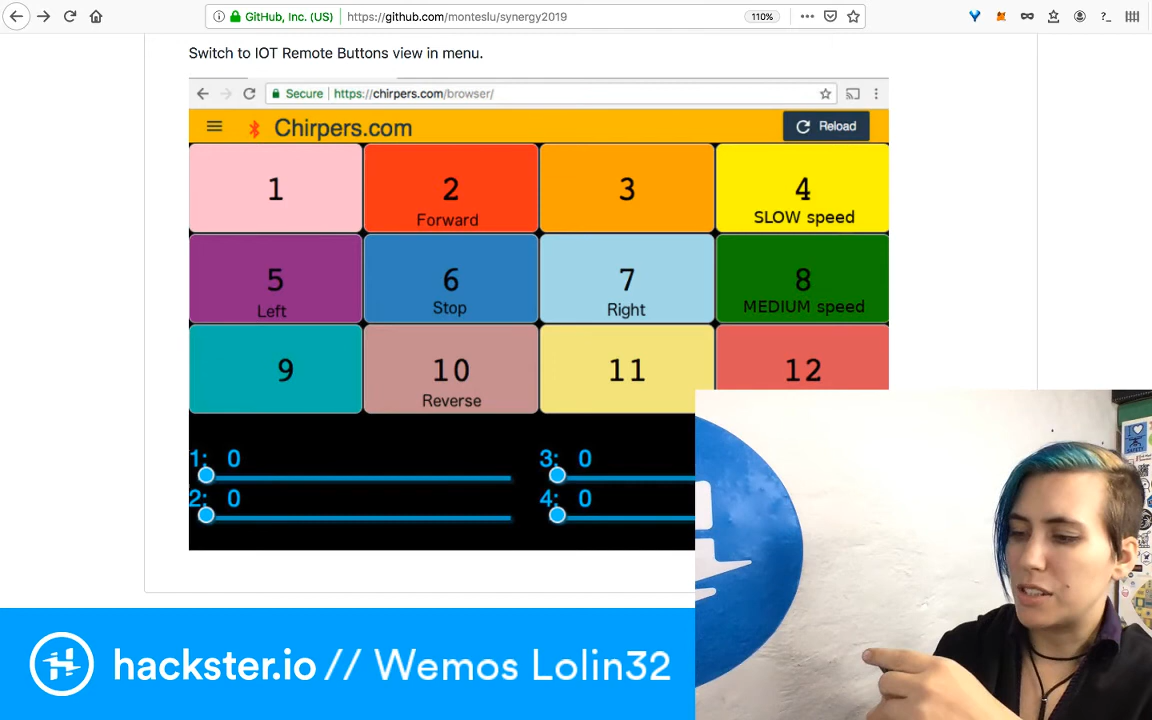 GitHub, Inc. (US)
https://github.com/monteslu/synergy2019
110%
Switch to IOT Remote Buttons view in menu.
Secure
https://chirpers.com/browser/
Chirpers.com
Reload
1
2
Forward
3
4
SLOW speed
5
Left
6
Stop
7
Right
8
MEDIUM speed
9
10
Reverse
11
12
1: 0
3: 0
2: 0
4: 0
hackster.io // Wemos Lolin32